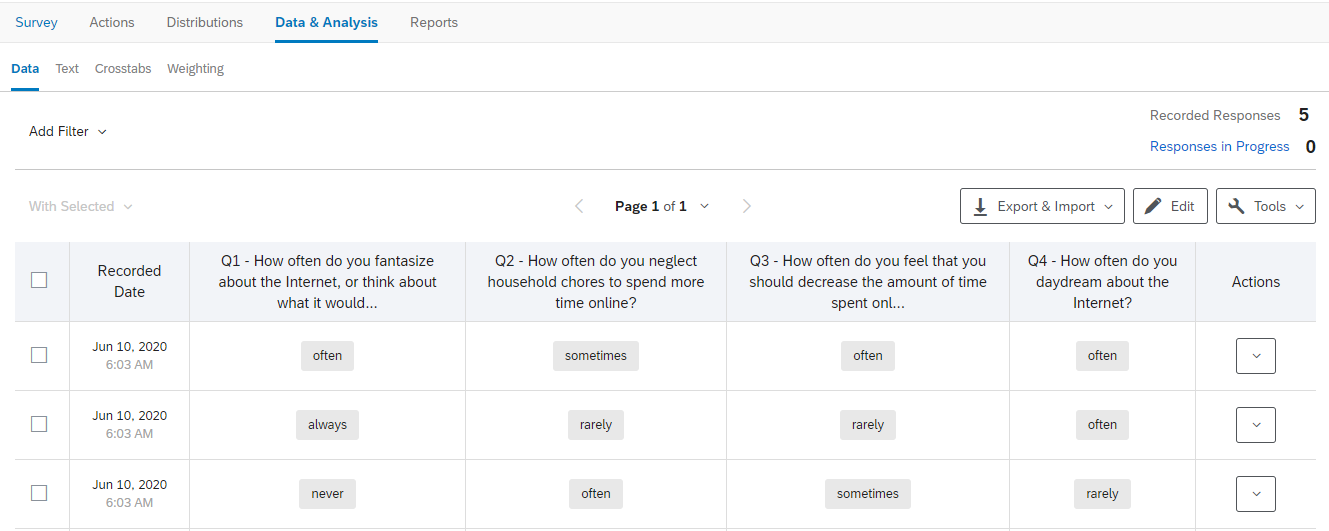 Survey Actions Distributions Data & Analysis Reports
Data Text Crosstabs Weighting
Add Filter
Recorded Responses 5
Responses in Progress 0
With Selected
Page 1 of 1
Export & Import
Edit
Tools
Recorded
Date
Q1 - How often do you fantasize
about the Internet, or think about
what it would...
Q2 - How often do you neglect
household chores to spend more
time online?
Q3 - How often do you feel that you
should decrease the amount of time
spent onl...
Q4 - How often do you
daydream about the
Internet?
Actions
Jun 10, 2020
6:03 AM
often sometimes often often
Jun 10, 2020
6:03 AM
always rarely rarely often
Jun 10, 2020
6:03 AM
never often sometimes rarely